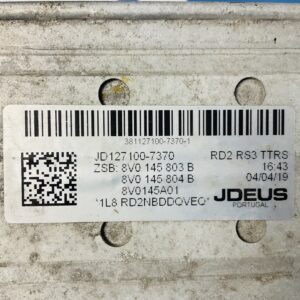 381127100-7370-1
JD127100-7370 RD2 RS3 TTRS
ZSB: 8V0 145 803 B 16:43
8V0 145 804 B 04/04/19
8V0145A01
*1L8 RD2NBDDQVEQ* JDEUS
PORTUGAL